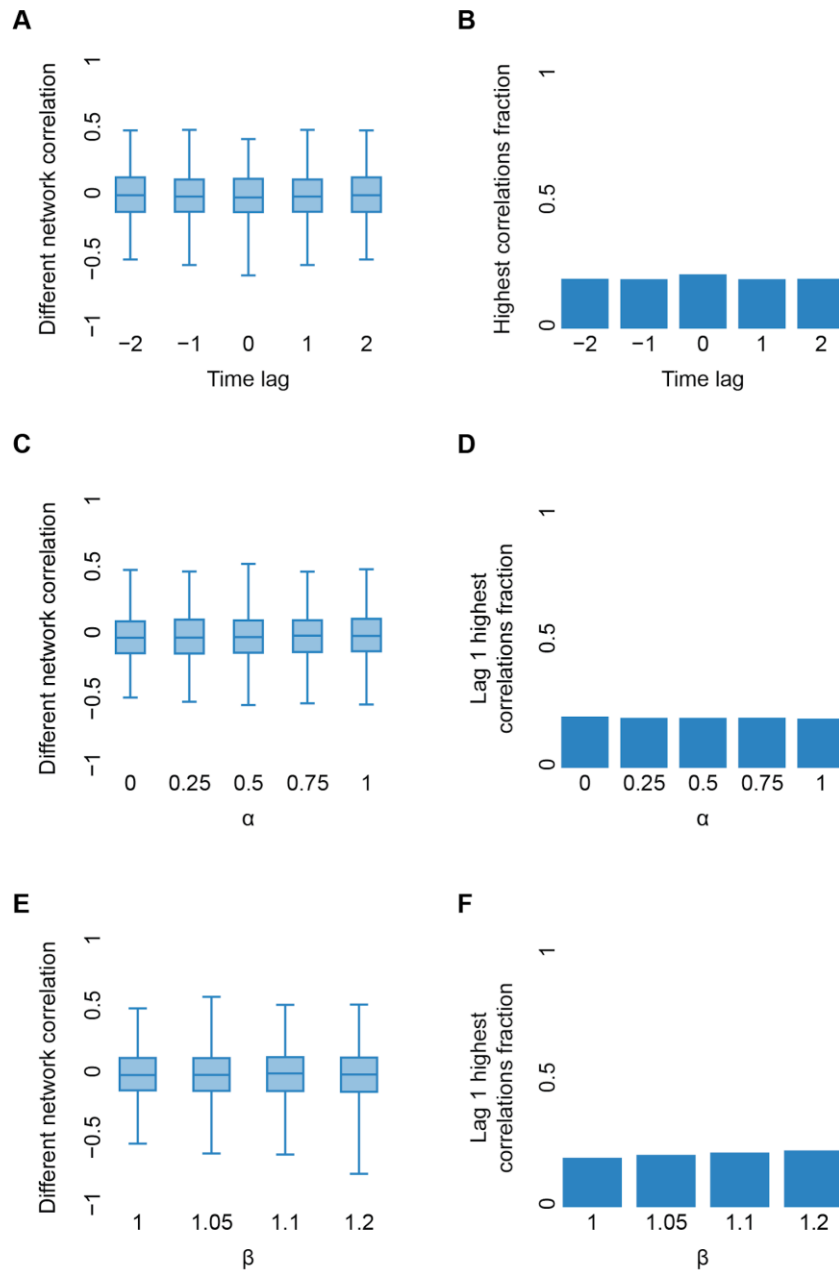 A
Different network correlation
1
0.5
0
−0.5
−1
−2 −1 0 1 2
Time lag
B
Highest correlations fraction
1
0.5
0
−2 −1 0 1 2
Time lag
C
Different network correlation
1
0.5
0
−0.5
−1
0 0.25 0.5 0.75 1
α
D
Lag 1 highest
correlations fraction
1
0.5
0
0 0.25 0.5 0.75 1
α
E
Different network correlation
1
0.5
0
−0.5
−1
1 1.05 1.1 1.2
β
F
Lag 1 highest
correlations fraction
1
0.5
0
1 1.05 1.1 1.2
β